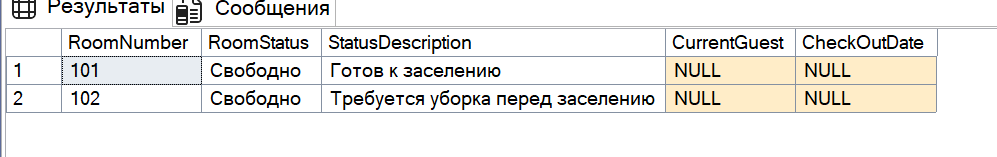 Результаты Сообщения
RoomNumber RoomStatus StatusDescription CurrentGuest CheckOutDate
1 101 Свободно Готов к заселению NULL NULL
2 102 Свободно Требуется уборка перед заселению NULL NULL